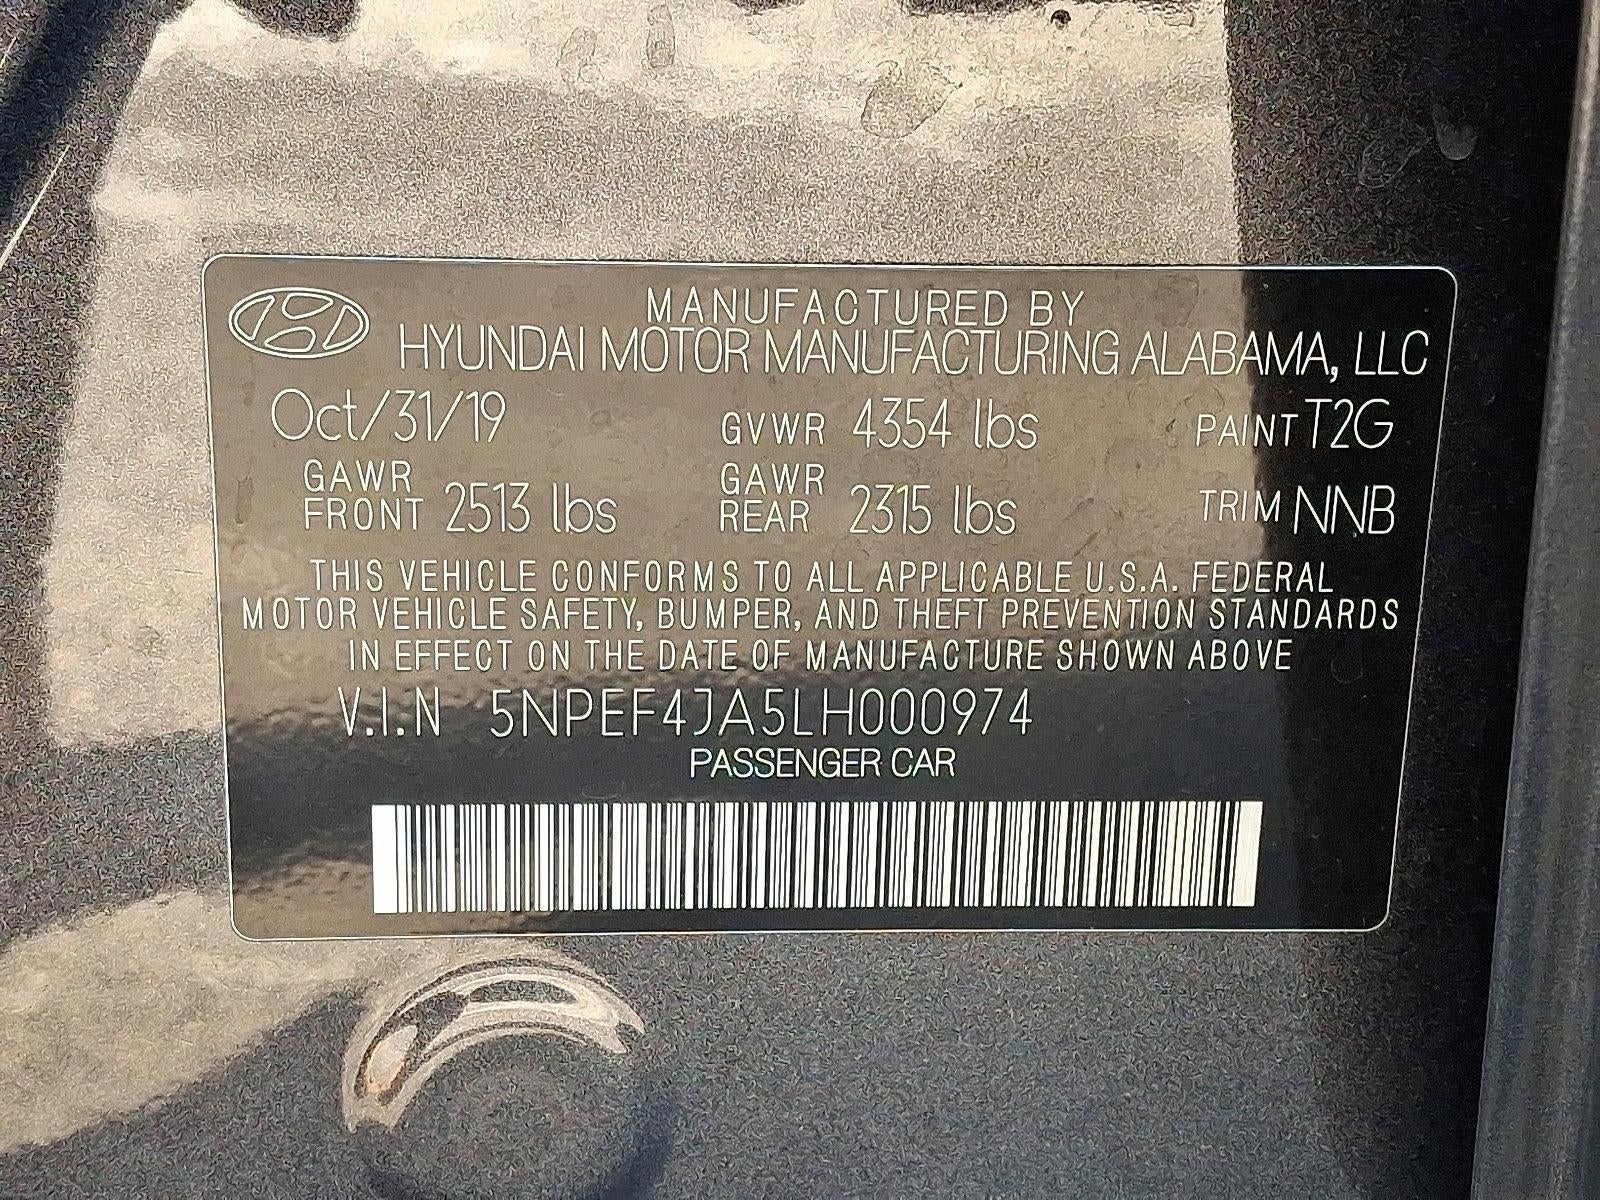 MANUFACTURED BY
HYUNDAI MOTOR MANUFACTURING ALABAMA, LLC
Oct/31/19 GVWR 4354 lbs PAINT T2G
GAWR FRONT 2513 lbs GAWR REAR 2315 lbs TRIM NNB
THIS VEHICLE CONFORMS TO ALL APPLICABLE U.S.A. FEDERAL
MOTOR VEHICLE SAFETY, BUMPER, AND THEFT PREVENTION STANDARDS
IN EFFECT ON THE DATE OF MANUFACTURE SHOWN ABOVE
V.I.N 5NPEF4JA5LH000974
PASSENGER CAR